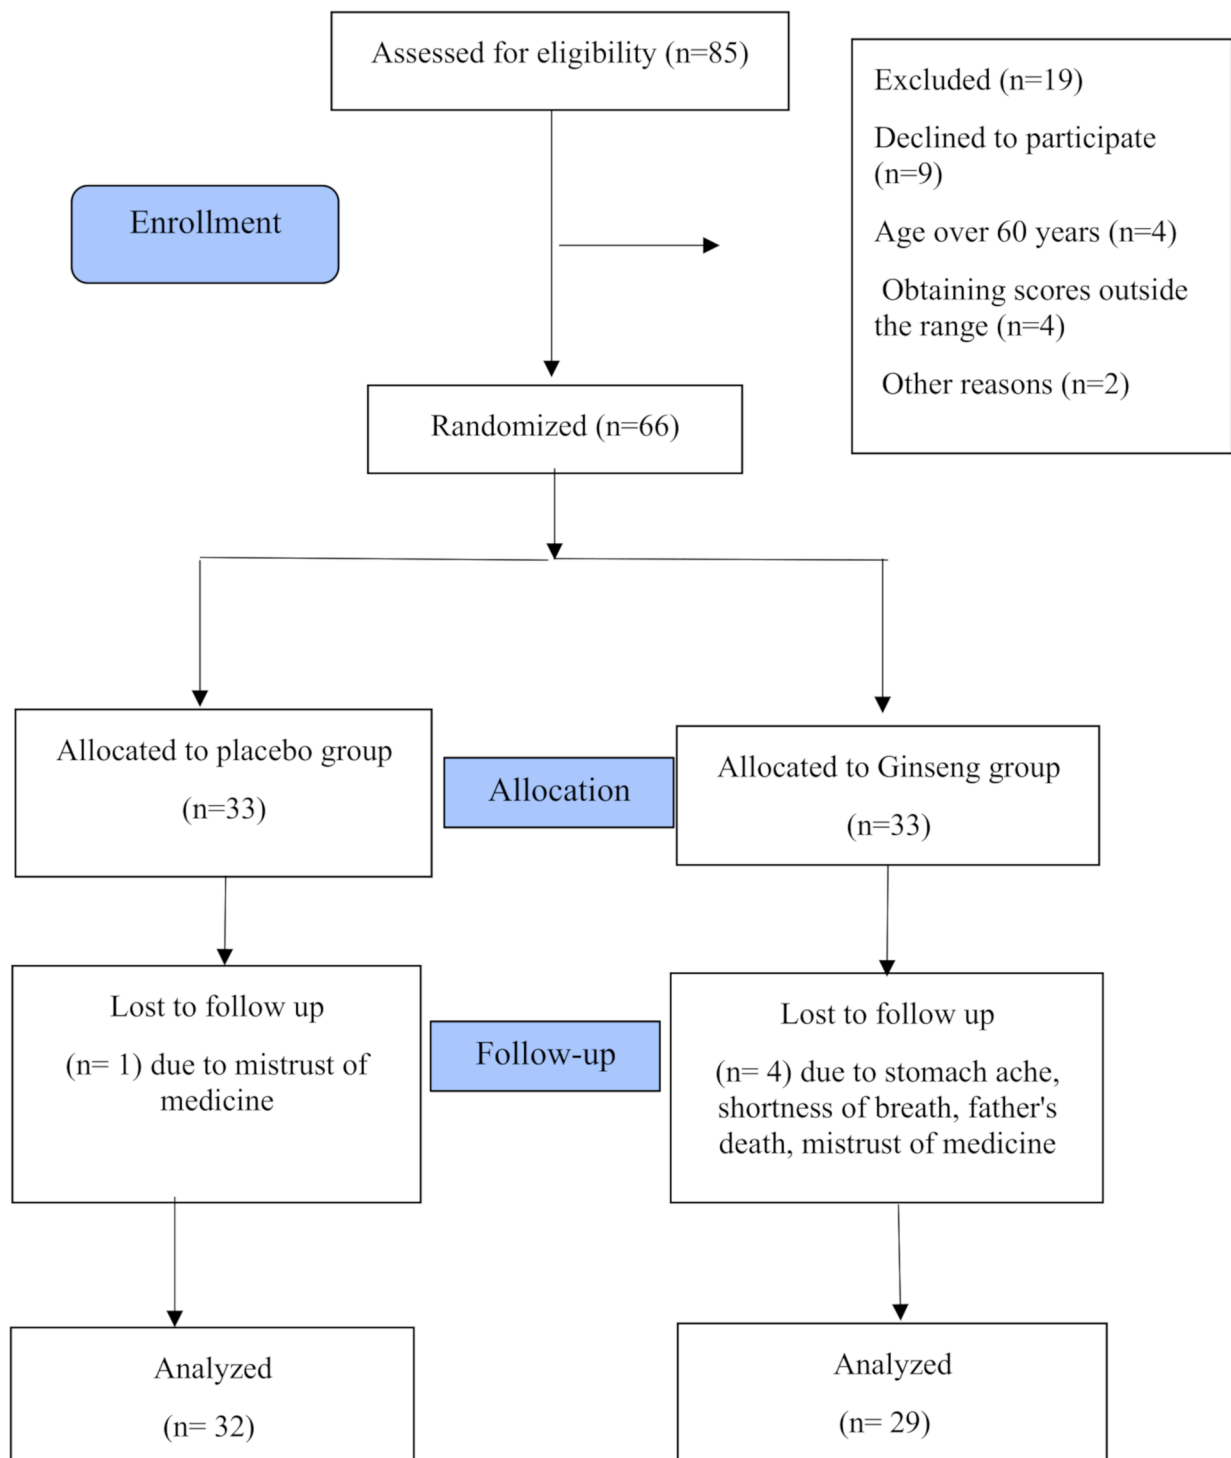 Assessed for eligibility (n=85)
Excluded (n=19)
Declined to participate
(n=9)
Age over 60 years (n=4)
Obtaining scores outside
the range (n=4)
Other reasons (n=2)
Enrollment
Randomized (n=66)
Allocated to placebo group
(n=33)
Allocation
Allocated to Ginseng group
(n=33)
Lost to follow up
(n= 1) due to mistrust of
medicine
Follow-up
Lost to follow up
(n= 4) due to stomach ache,
shortness of breath, father's
death, mistrust of medicine
Analyzed
(n= 32)
Analyzed
(n= 29)